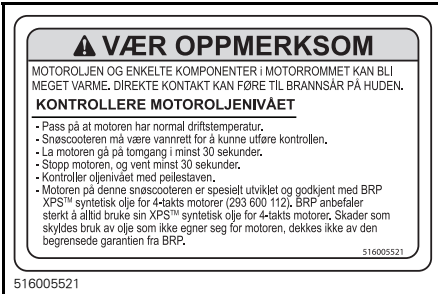 VÆR OPPMERKSOM
MOTOROLJEN OG ENKELTE KOMPONENTER i MOTORROMMET KAN BLI
MEGET VARME. DIREKTE KONTAKT KAN FØRE TIL BRANNSÅR PÅ HUDEN.
KONTROLLERE MOTOROLJENIVÅET
- Pass på at motoren har normal driftstemperatur.
- Snøscooteren må være vannrett for å kunne utføre kontrollen.
- La motoren gå på tomgang i minst 30 sekunder.
- Stopp motoren, og vent minst 30 sekunder.
- Kontroller oljenivået med peilestaven.
- Motoren på denne snøscooteren er spesielt utviklet og godkjent med BRP
XPS™ syntetisk olje for 4-takts motorer (293 600 112). BRP anbefaler
sterkt å alltid bruke sin XPS™ syntetisk olje for 4-takts motorer. Skader som
skyldes bruk av olje som ikke egner seg for motoren, dekkes ikke av den
begrensede garantien fra BRP.
516005521
516005521